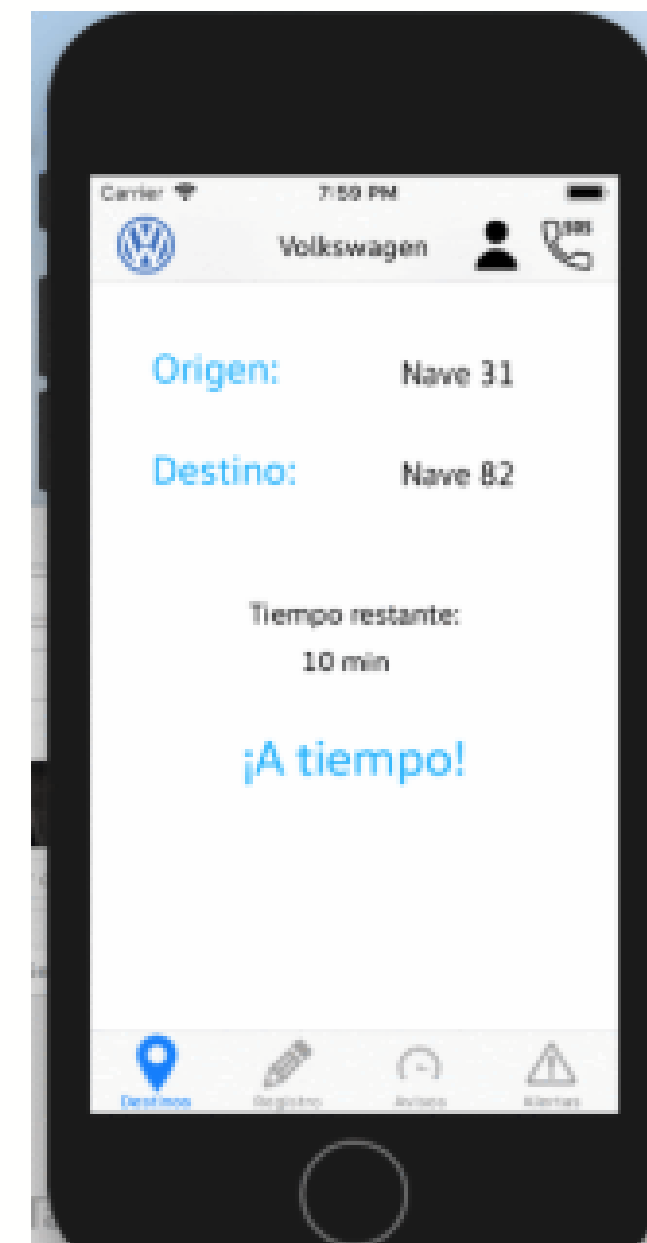 Carrier 7:59 PM
Volkswagen SOS
Origen: Nave 31
Destino: Nave 82
Tiempo restante:
10 min
¡A tiempo!
Destinos Registro Avisos Alertas